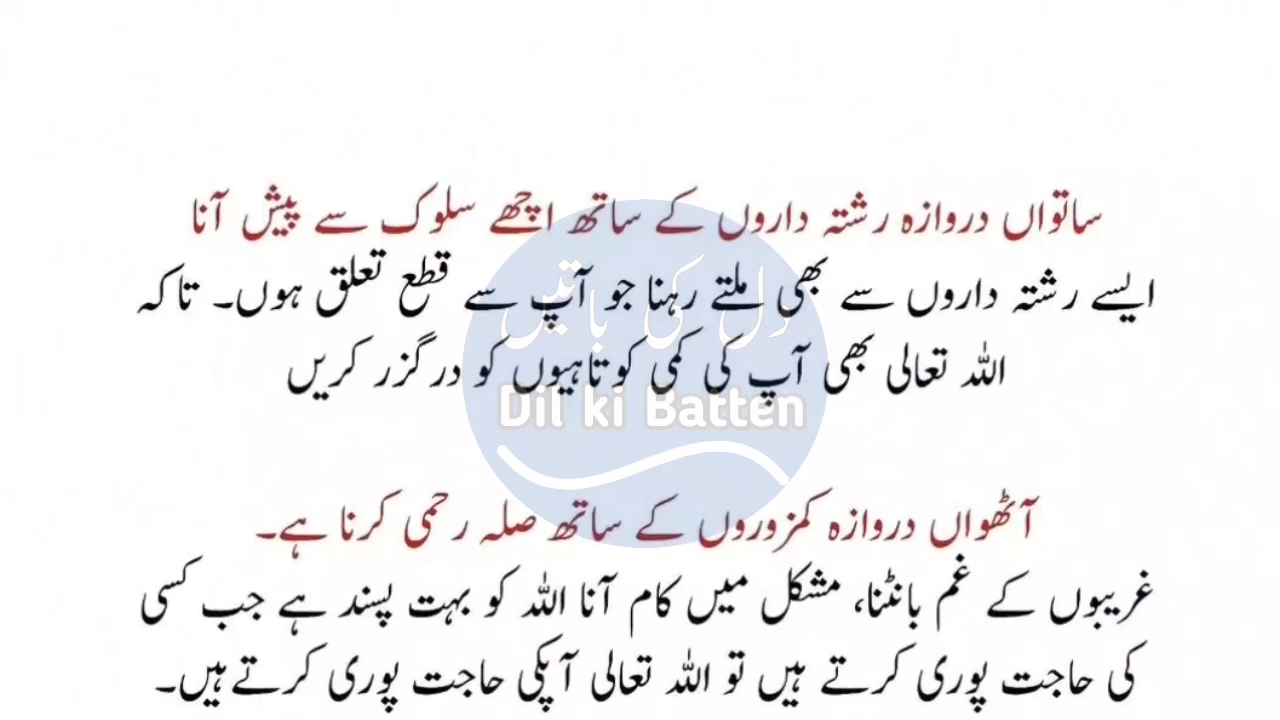 ساتواں دروازہ رشتہ داروں کے ساتھ اچھے سلوک سے پیش آنا
ایسے رشتہ داروں سے بھی ملتے رہنا جو آپ سے قطع تعلق ہوں۔ تاکہ
اللہ تعالی بھی آپ کی کمی کوتاہیوں کو درگزر کریں
دل کی باتیں
Dil ki Batten
آٹھواں دروازہ کمزوروں کے ساتھ صلہ رحمی کرنا ہے۔
غریبوں کے غم بانٹنا، مشکل میں کام آنا اللہ کو بہت پسند ہے جب کسی
کی حاجت پوری کرتے ہیں تو اللہ تعالی آپکی حاجت پوری کرتے ہیں۔